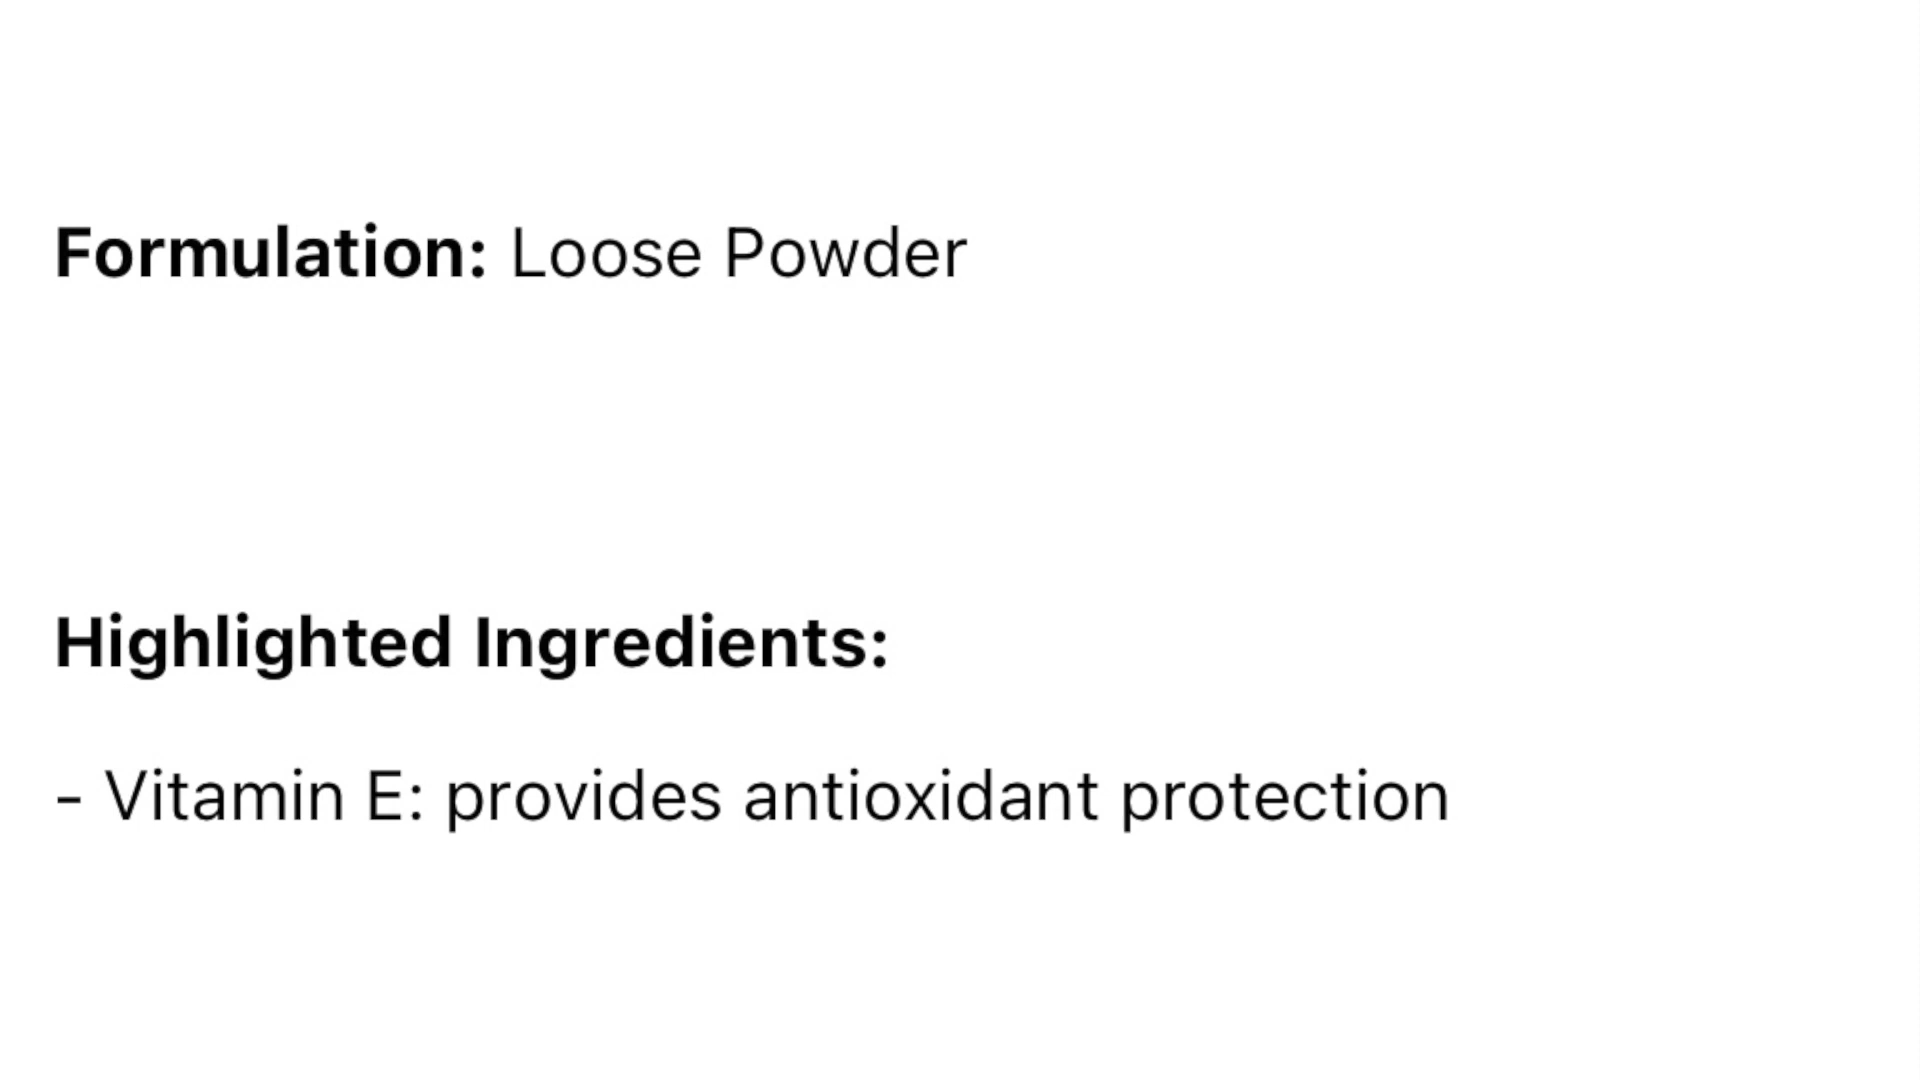 Formulation: Loose Powder
Highlighted Ingredients:
- Vitamin E: provides antioxidant protection